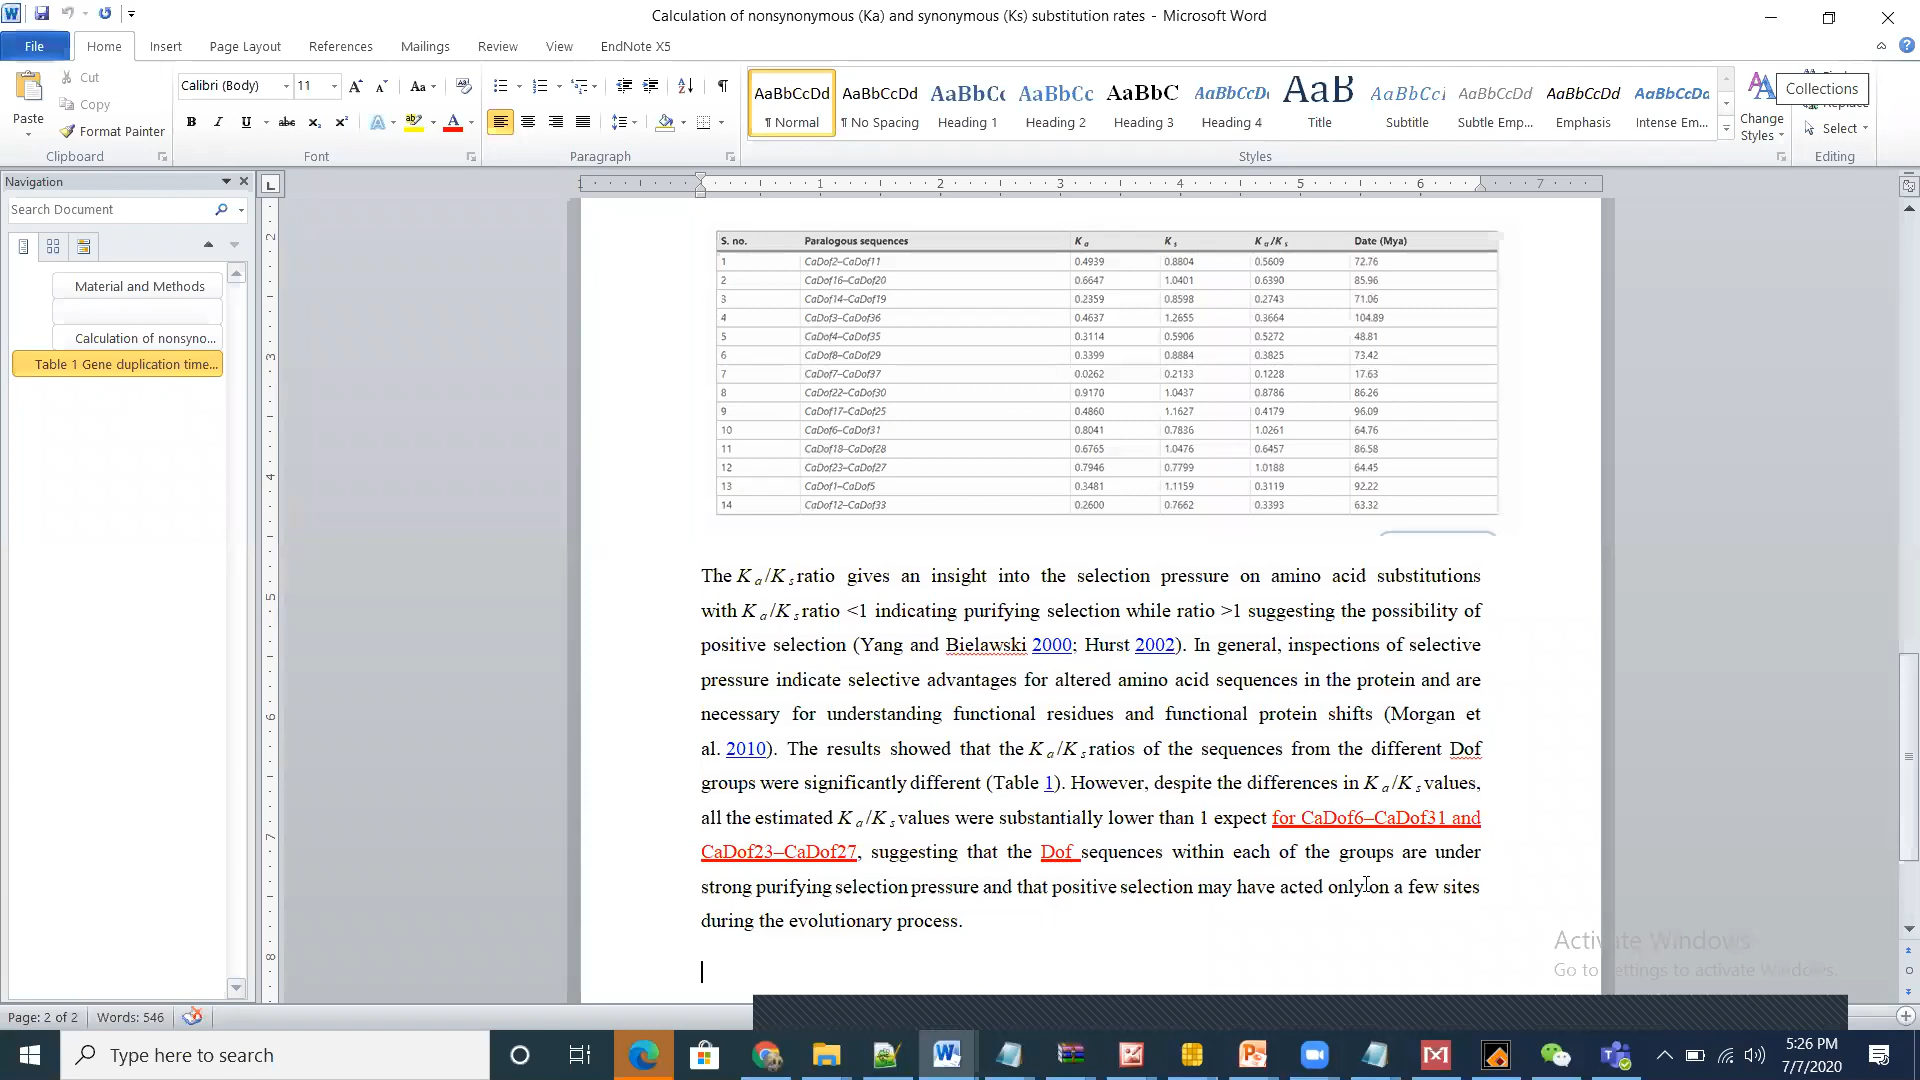 Calculation of nonsynonymous (Ka) and synonymous (Ks) substitution rates - Microsoft Word
File Home Insert Page Layout References Mailings Review View EndNote X5
Cut
Copy
Format Painter
Paste
Clipboard
Calibri (Body) 11
Font
Paragraph
AaBbCcDd AaBbCcDd AaBbCc AaBbCc AaBbC AaBbCcDi AaB AaBbCcI AaBbCcDd AaBbCcDd AaBbCcDd
¶ Normal ¶ No Spacing Heading 1 Heading 2 Heading 3 Heading 4 Title Subtitle Subtle Emp... Emphasis Intense Em...
Styles
Change Styles
Collections
Replace
Select
Editing
Navigation
Search Document
Material and Methods
Calculation of nonsyno...
Table 1 Gene duplication time...
1 1 2 3 4 5 6 7
2
3
4
5
6
7
8
S. no. Paralogous sequences K a K s K a/K s Date (Mya)
1 CaDof2–CaDof11 0.4939 0.8804 0.5609 72.76
2 CaDof16–CaDof20 0.6647 1.0401 0.6390 85.96
3 CaDof14–CaDof19 0.2359 0.8598 0.2743 71.06
4 CaDof3–CaDof36 0.4637 1.2655 0.3664 104.89
5 CaDof4–CaDof35 0.3114 0.5906 0.5272 48.81
6 CaDof8–CaDof29 0.3399 0.8884 0.3825 73.42
7 CaDof7–CaDof37 0.0262 0.2133 0.1228 17.63
8 CaDof22–CaDof30 0.9170 1.0437 0.8786 86.26
9 CaDof17–CaDof25 0.4860 1.1627 0.4179 96.09
10 CaDof6–CaDof31 0.8041 0.7836 1.0261 64.76
11 CaDof18–CaDof28 0.6765 1.0476 0.6457 86.58
12 CaDof23–CaDof27 0.7946 0.7799 1.0188 64.45
13 CaDof1–CaDof5 0.3481 1.1159 0.3119 92.22
14 CaDof12–CaDof33 0.2600 0.7662 0.3393 63.32
The K a/K s ratio gives an insight into the selection pressure on amino acid substitutions
with K a/K s ratio <1 indicating purifying selection while ratio >1 suggesting the possibility of
positive selection (Yang and Bielawski 2000; Hurst 2002). In general, inspections of selective
pressure indicate selective advantages for altered amino acid sequences in the protein and are
necessary for understanding functional residues and functional protein shifts (Morgan et
al. 2010). The results showed that the K a/K s ratios of the sequences from the different Dof
groups were significantly different (Table 1). However, despite the differences in K a/K s values,
all the estimated K a/K s values were substantially lower than 1 expect for CaDof6–CaDof31 and
CaDof23–CaDof27, suggesting that the Dof sequences within each of the groups are under
strong purifying selection pressure and that positive selection may have acted only on a few sites
during the evolutionary process.
Activate Windows
Go to Settings to activate Windows.
Page: 2 of 2 Words: 546
Type here to search
5:26 PM
7/7/2020